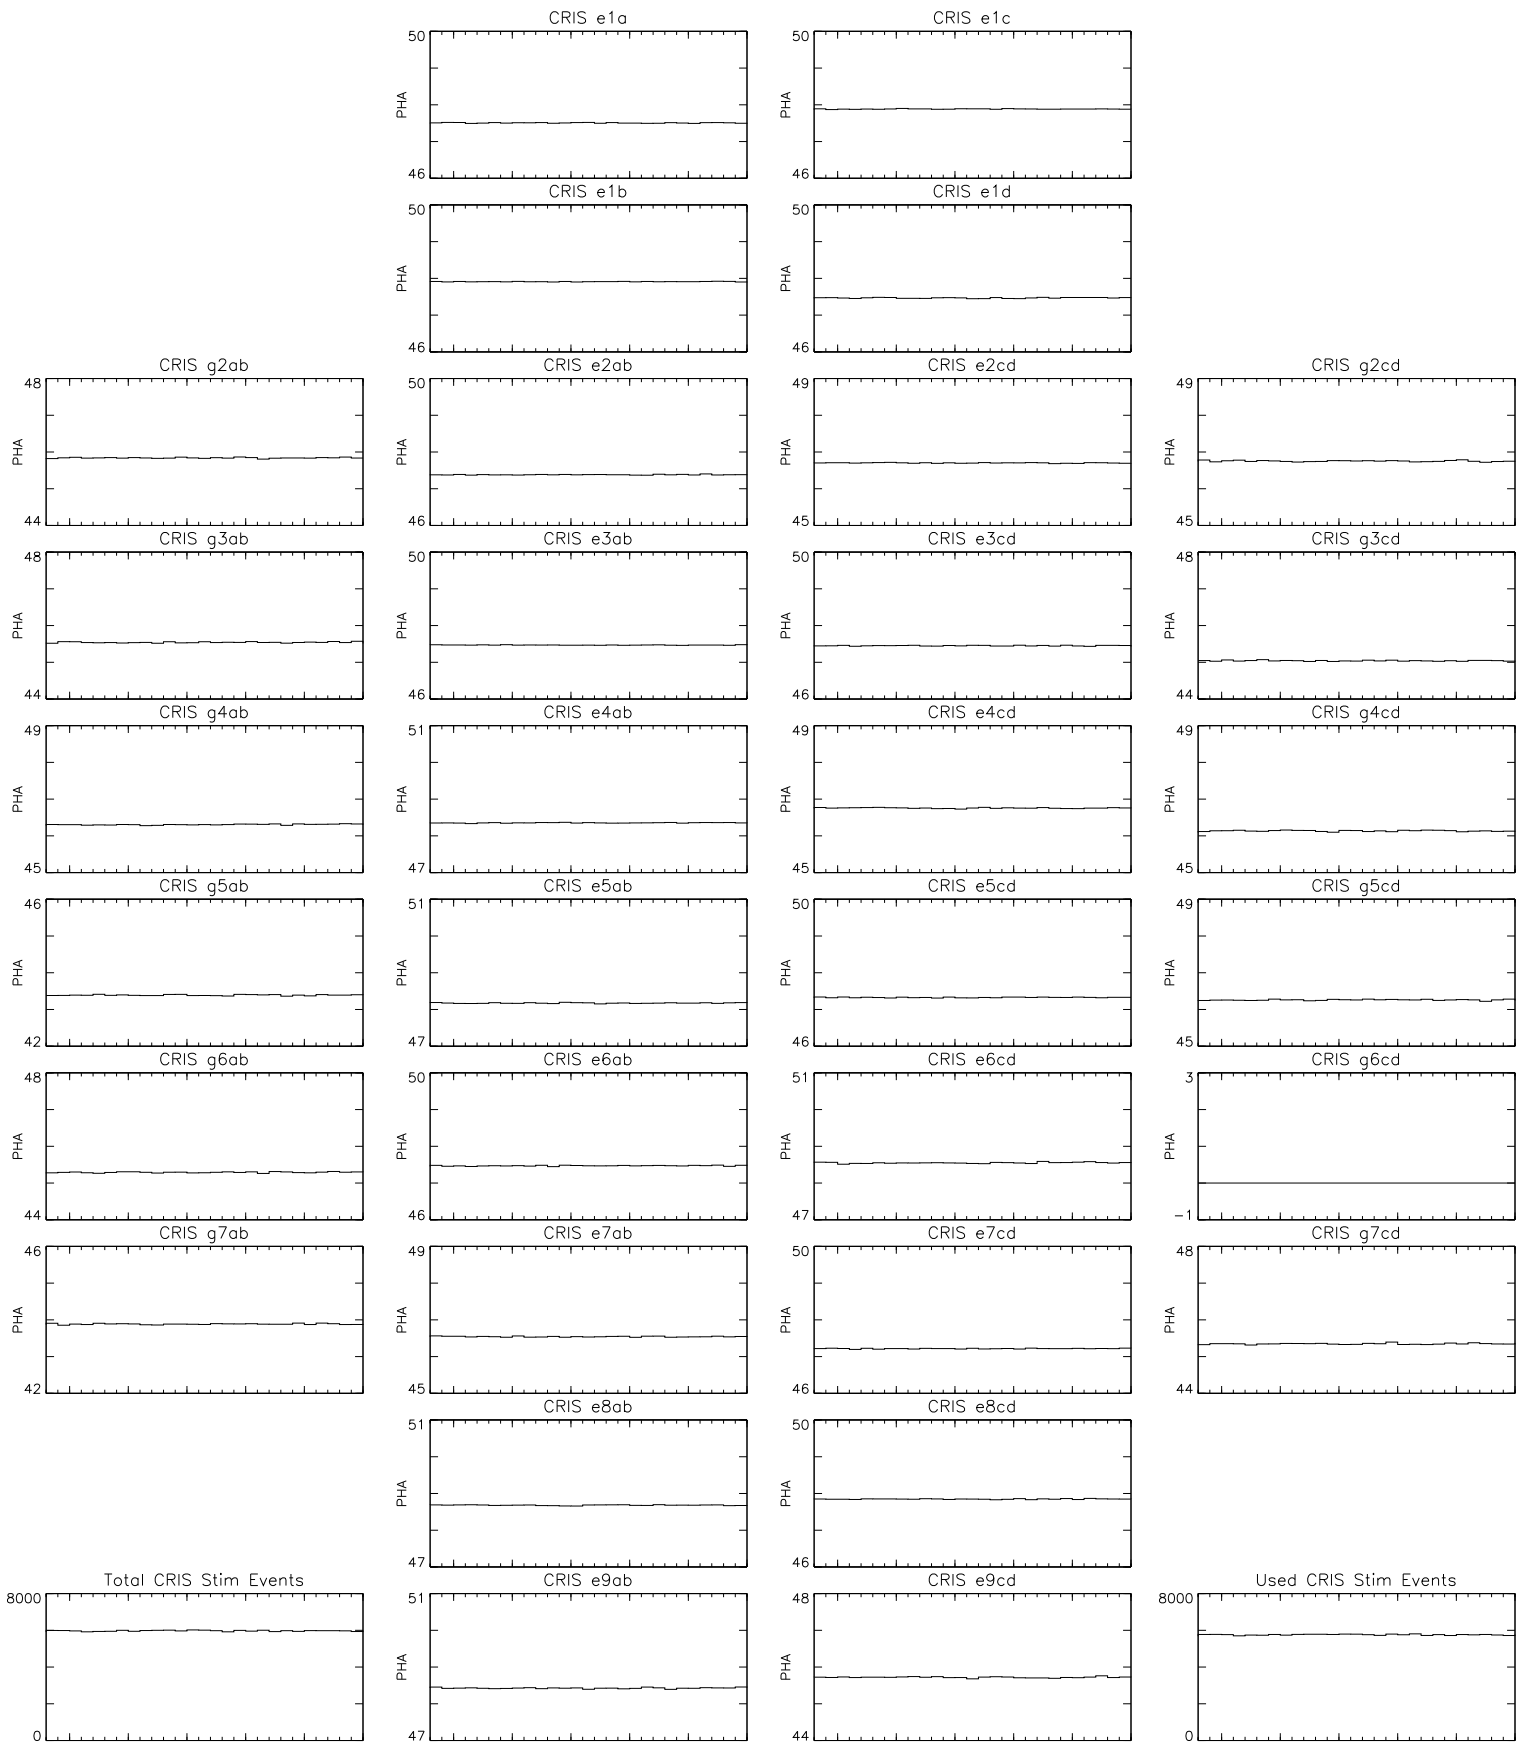 CRIS e1a
CRIS e1c
50
PHA
46
50
PHA
46
CRIS e1b
CRIS e1d
50
PHA
46
50
PHA
46
CRIS g2ab
CRIS e2ab
CRIS e2cd
CRIS g2cd
48
PHA
44
50
PHA
46
49
PHA
45
49
PHA
45
CRIS g3ab
CRIS e3ab
CRIS e3cd
CRIS g3cd
48
PHA
44
50
PHA
46
50
PHA
46
48
PHA
44
CRIS g4ab
CRIS e4ab
CRIS e4cd
CRIS g4cd
49
PHA
45
51
PHA
47
49
PHA
45
49
PHA
45
CRIS g5ab
CRIS e5ab
CRIS e5cd
CRIS g5cd
46
PHA
42
51
PHA
47
50
PHA
46
49
PHA
45
CRIS g6ab
CRIS e6ab
CRIS e6cd
CRIS g6cd
48
PHA
44
50
PHA
46
51
PHA
47
3
PHA
-1
CRIS g7ab
CRIS e7ab
CRIS e7cd
CRIS g7cd
46
PHA
42
49
PHA
45
50
PHA
46
48
PHA
44
CRIS e8ab
CRIS e8cd
51
PHA
47
50
PHA
46
Total CRIS Stim Events
CRIS e9ab
CRIS e9cd
Used CRIS Stim Events
8000
0
51
PHA
47
48
PHA
44
8000
0